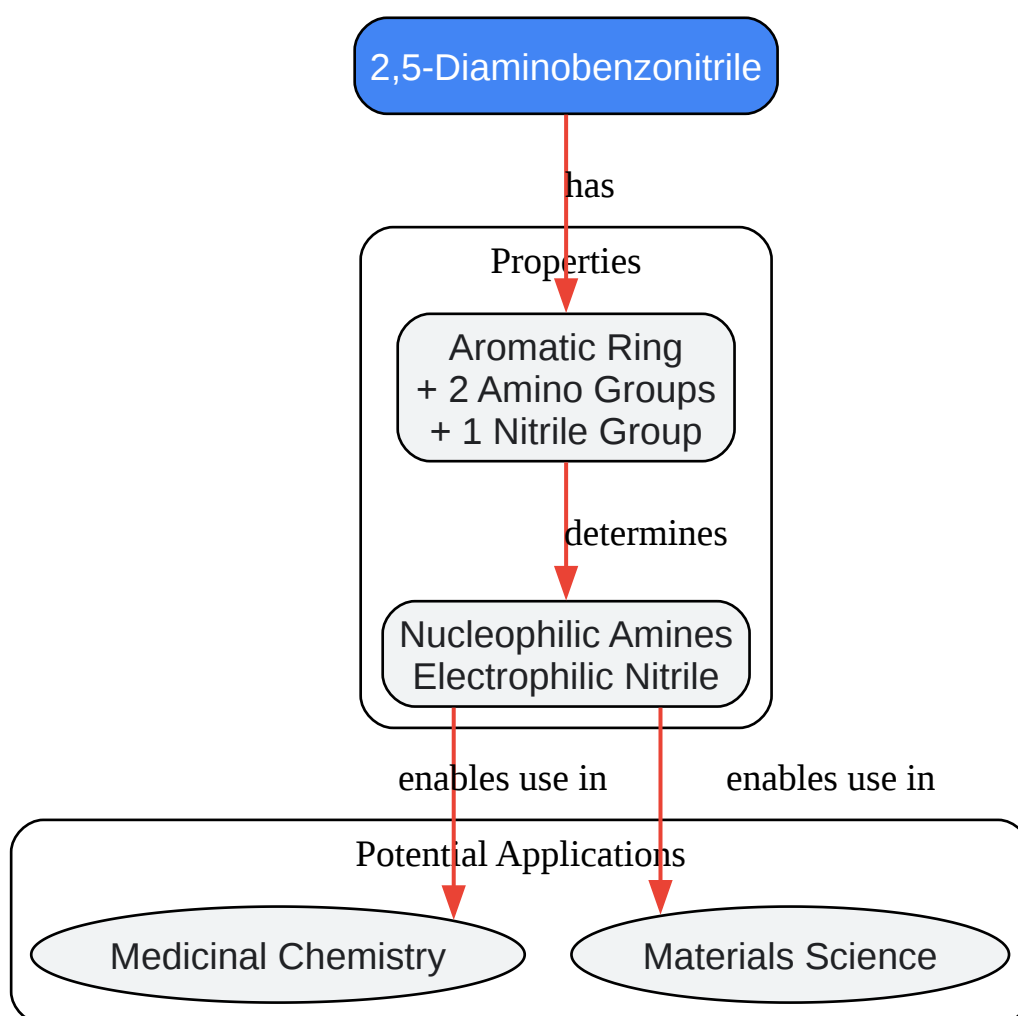 2,5-Diaminobenzonitrile
has
Properties
Aromatic Ring
+ 2 Amino Groups
+ 1 Nitrile Group
determines
Nucleophilic Amines
Electrophilic Nitrile
enables use in
enables use in
Potential Applications
Medicinal Chemistry
Materials Science